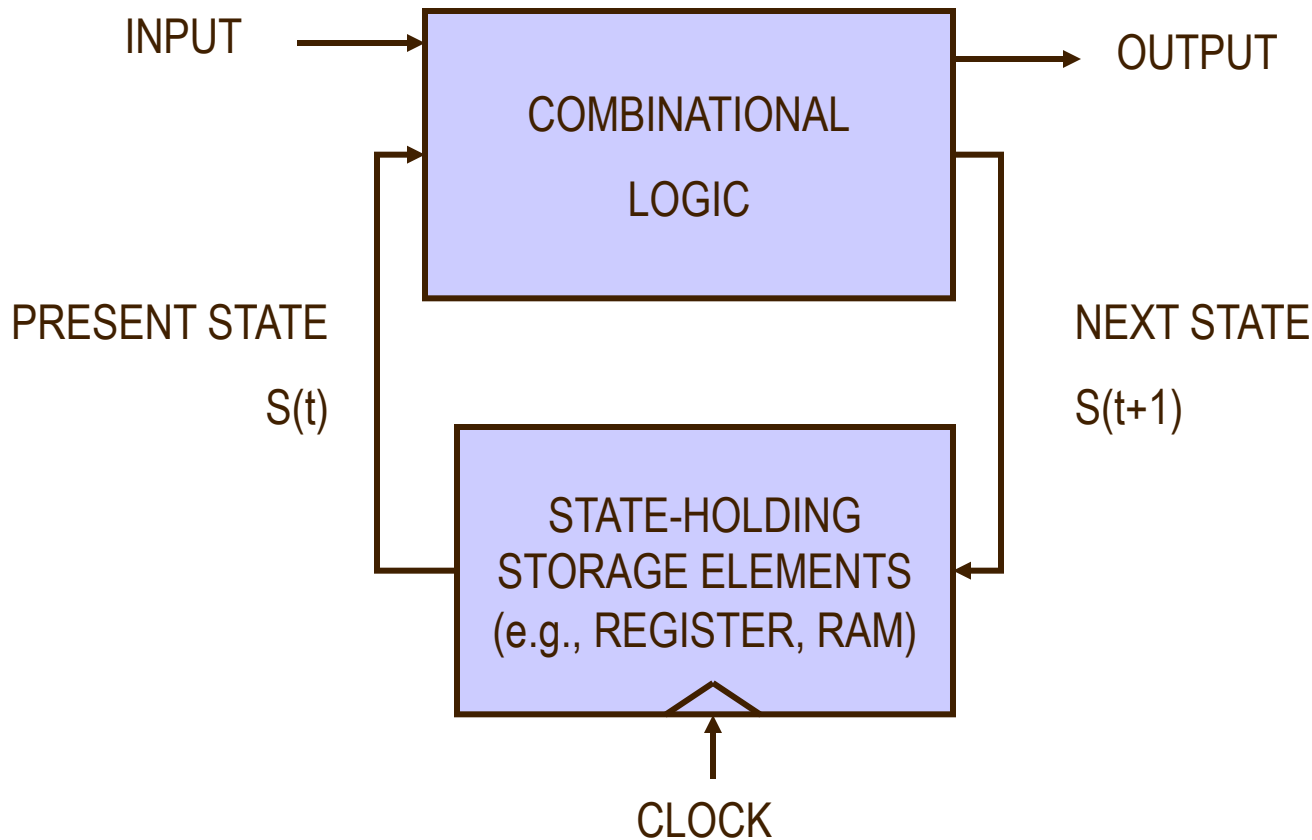 INPUT
OUTPUT
COMBINATIONAL
LOGIC
PRESENT STATE
S(t)
NEXT STATE
S(t+1)
STATE-HOLDING
STORAGE ELEMENTS
(e.g., REGISTER, RAM)
CLOCK